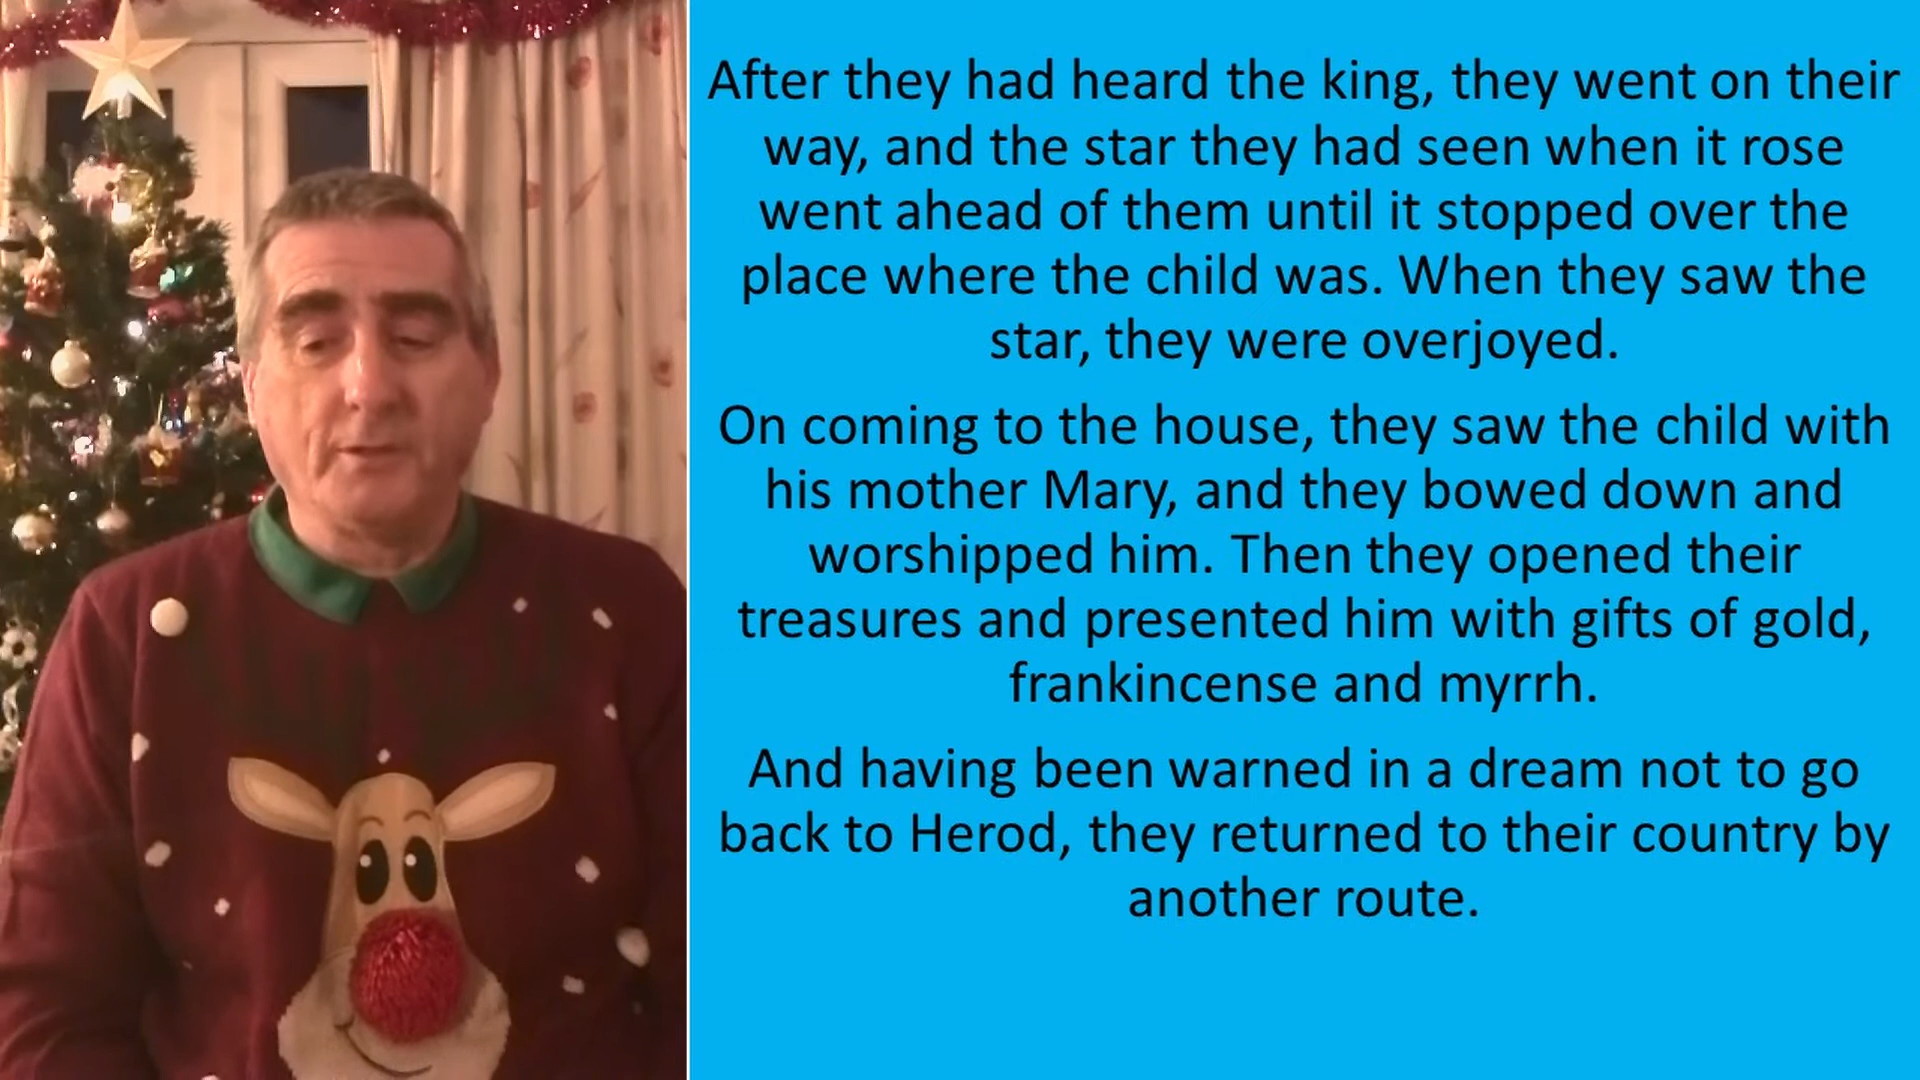 After they had heard the king, they went on their
way, and the star they had seen when it rose
went ahead of them until it stopped over the
place where the child was. When they saw the
star, they were overjoyed.
On coming to the house, they saw the child with
his mother Mary, and they bowed down and
worshipped him. Then they opened their
treasures and presented him with gifts of gold,
frankincense and myrrh.
And having been warned in a dream not to go
back to Herod, they returned to their country by
another route.